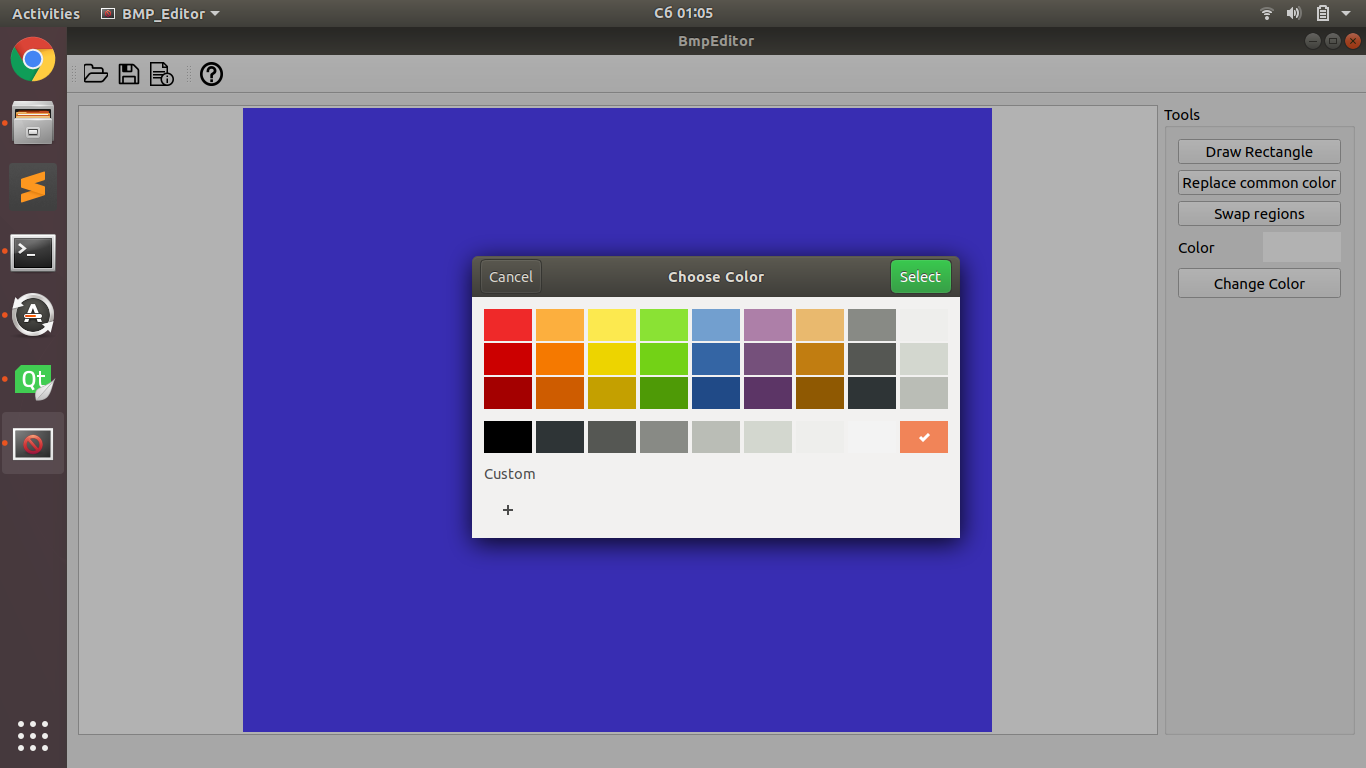 Activities
BMP_Editor
Сб 01:05
BmpEditor
Tools
Draw Rectangle
Replace common color
Swap regions
Color
Change Color
Cancel
Choose Color
Select
Custom
+
>_
A
Qt